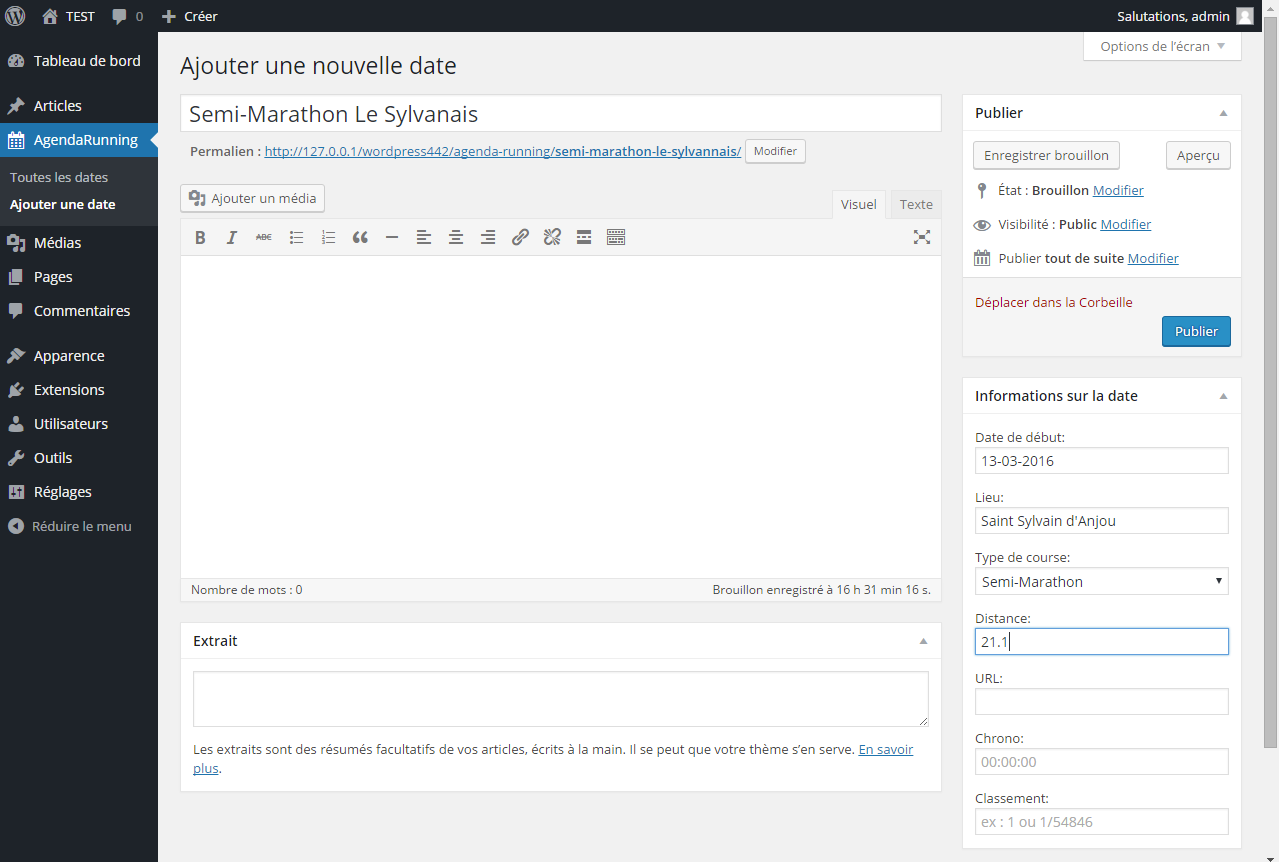 TEST
0
Créer
Salutations, admin
Tableau de bord
Articles
AgendaRunning
Toutes les dates
Ajouter une date
Médias
Pages
Commentaires
Apparence
Extensions
Utilisateurs
Outils
Réglages
Réduire le menu
Options de l’écran
Ajouter une nouvelle date
Semi-Marathon Le Sylvanais
Permalien : http://127.0.0.1/wordpress442/agenda-running/semi-marathon-le-sylvannais/ Modifier
Ajouter un média
Visuel
Texte
B I ABC
Nombre de mots : 0
Brouillon enregistré à 16 h 31 min 16 s.
Extrait
Les extraits sont des résumés facultatifs de vos articles, écrits à la main. Il se peut que votre thème s’en serve. En savoir
plus.
Publier
Enregistrer brouillon
Aperçu
État : Brouillon Modifier
Visibilité : Public Modifier
Publier tout de suite Modifier
Déplacer dans la Corbeille
Publier
Informations sur la date
Date de début:
13-03-2016
Lieu:
Saint Sylvain d'Anjou
Type de course:
Semi-Marathon
Distance:
21.1
URL:
Chrono:
00:00:00
Classement:
ex : 1 ou 1/54846